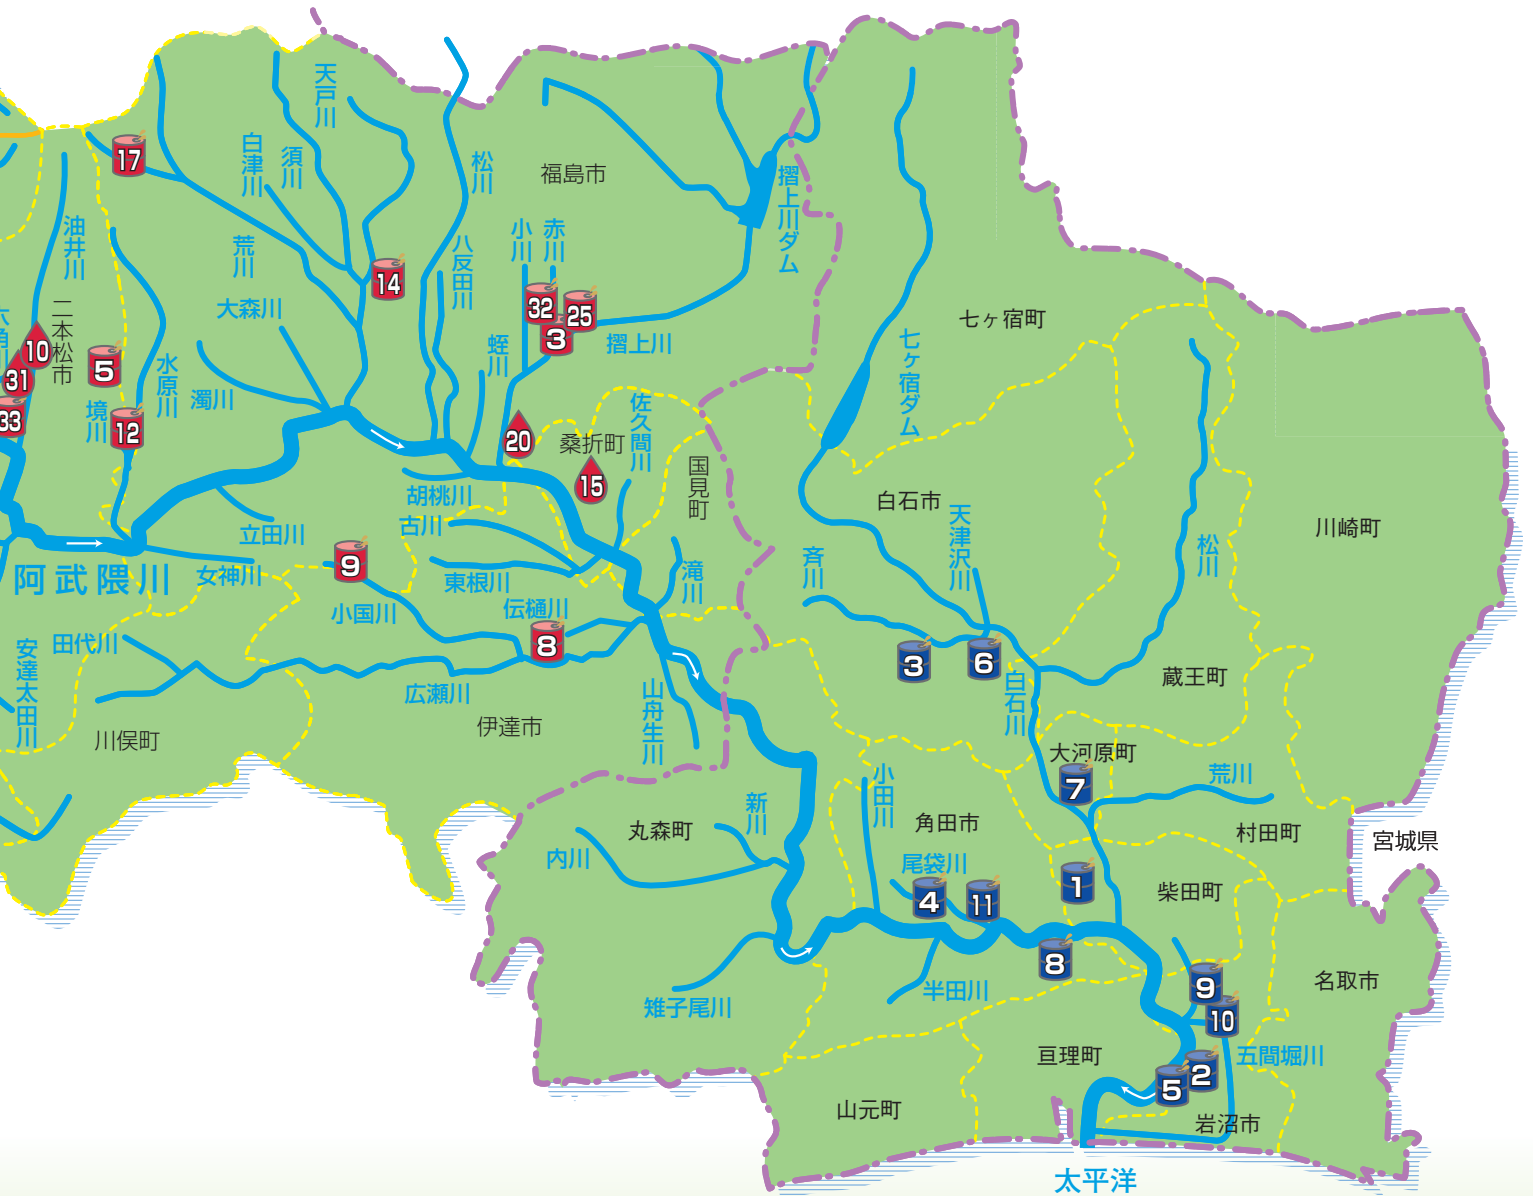 天戸川
白津川
須川
松川
福島市
摺上川ダム
17
油井川
荒川
14
八反田川
小川
赤川
32
25
3
摺上川
大森川
二本松市
10
31
33
5
水原川
濁川
境川
12
蛭川
20
桑折町
15
佐久間川
国見町
七ヶ宿町
七ヶ宿ダム
白石市
天津沢川
斉川
松川
川崎町
胡桃川
古川
立田川
女神川
阿武隈川
9
東根川
小国川
伝樋川
8
滝川
広瀬川
伊達市
山舟生川
安達太田川
田代川
川俣町
3
6
白石川
蔵王町
大河原町
7
荒川
村田町
宮城県
小田川
新川
丸森町
内川
角田市
尾袋川
4
11
1
柴田町
8
半田川
雉子尾川
9
10
名取市
五間堀川
亘理町
2
5
山元町
岩沼市
太平洋